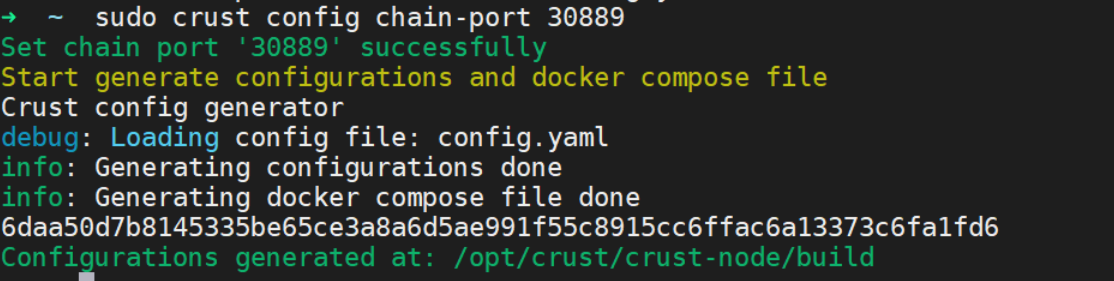 → ~ sudo crust config chain-port 30889
Set chain port '30889' successfully
Start generate configurations and docker compose file
Crust config generator
debug: Loading config file: config.yaml
info: Generating configurations done
info: Generating docker compose file done
6daa50d7b8145335be65ce3a8a6d5ae991f55c8915cc6ffac6a13373c6fa1fd6
Configurations generated at: /opt/crust/crust-node/build